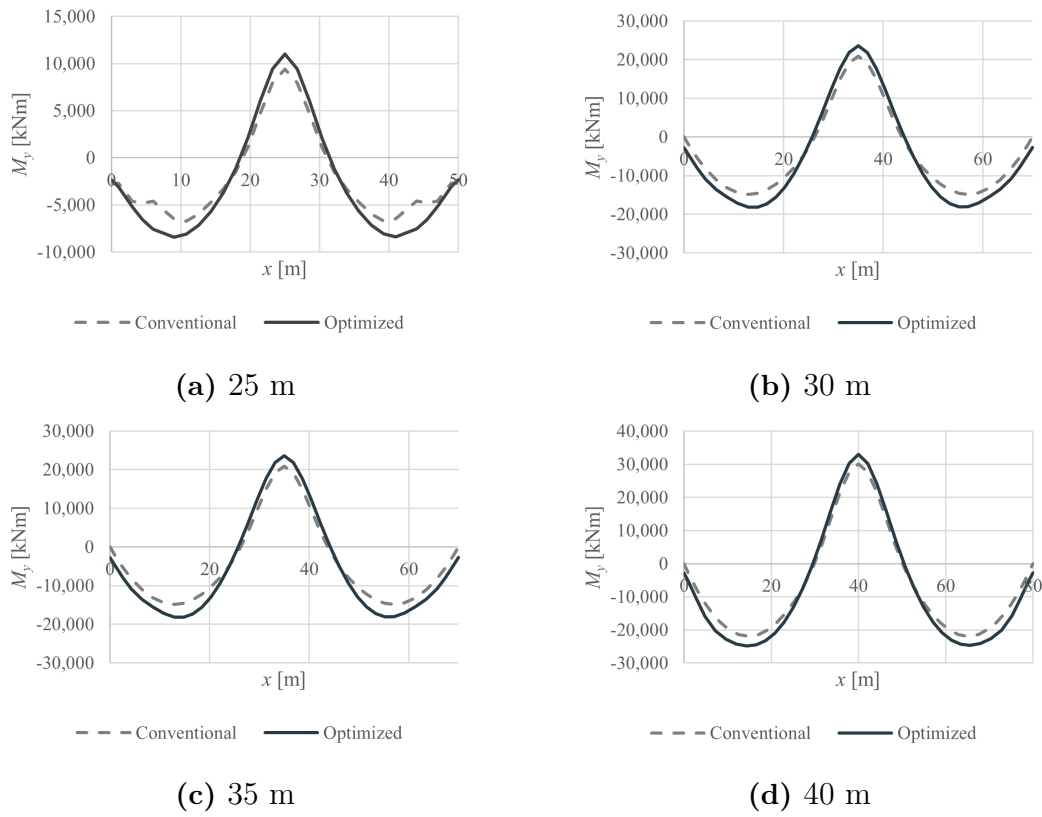 15,000
10,000
5,000
0
-5,000
-10,000
0 10 20 30 40 50
M_y [kNm]
x [m]
Conventional Optimized
(a) 25 m
30,000
20,000
10,000
0
-10,000
-20,000
-30,000
0 20 40 60
M_y [kNm]
x [m]
Conventional Optimized
(b) 30 m
30,000
20,000
10,000
0
-10,000
-20,000
-30,000
0 20 40 60
M_y [kNm]
x [m]
Conventional Optimized
(c) 35 m
40,000
30,000
20,000
10,000
0
-10,000
-20,000
-30,000
0 20 40 60 80
M_y [kNm]
x [m]
Conventional Optimized
(d) 40 m